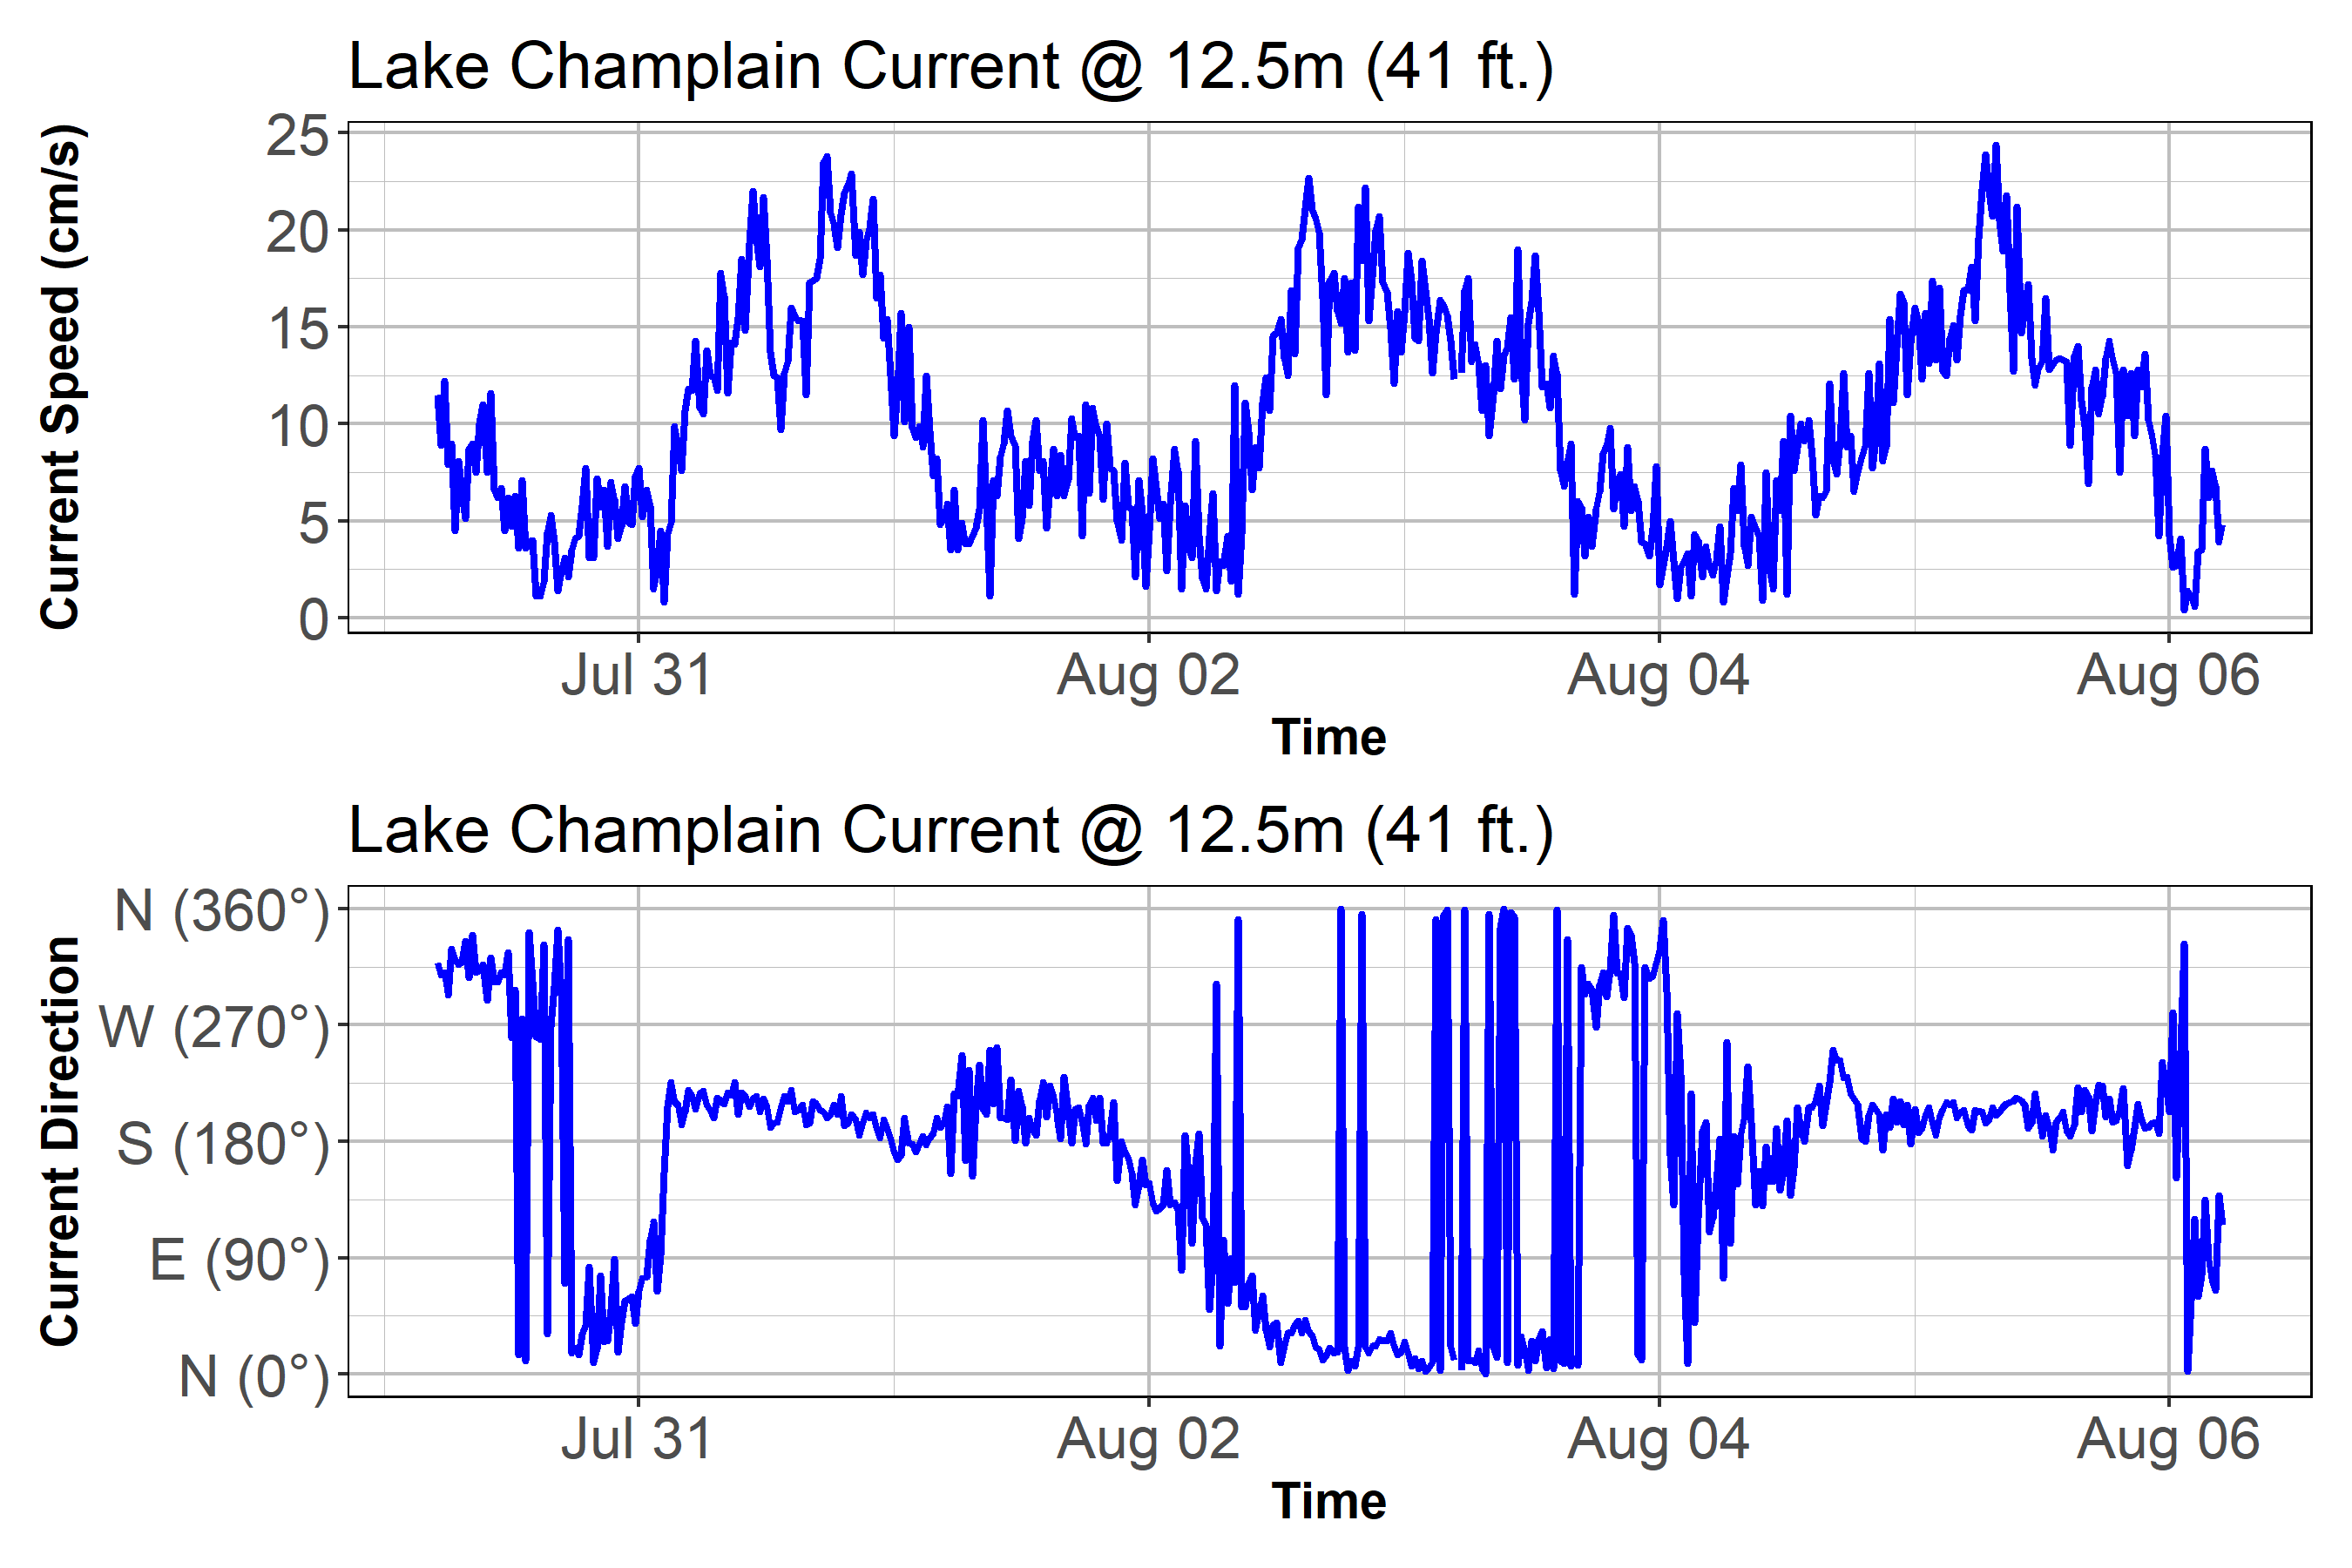 Lake Champlain Current @ 12.5m (41 ft.)
Current Speed (cm/s)
25
20
15
10
5
0
Jul 31 Aug 02 Aug 04 Aug 06
Time
Lake Champlain Current @ 12.5m (41 ft.)
Current Direction
N (360°)
W (270°)
S (180°)
E (90°)
N (0°)
Jul 31 Aug 02 Aug 04 Aug 06
Time